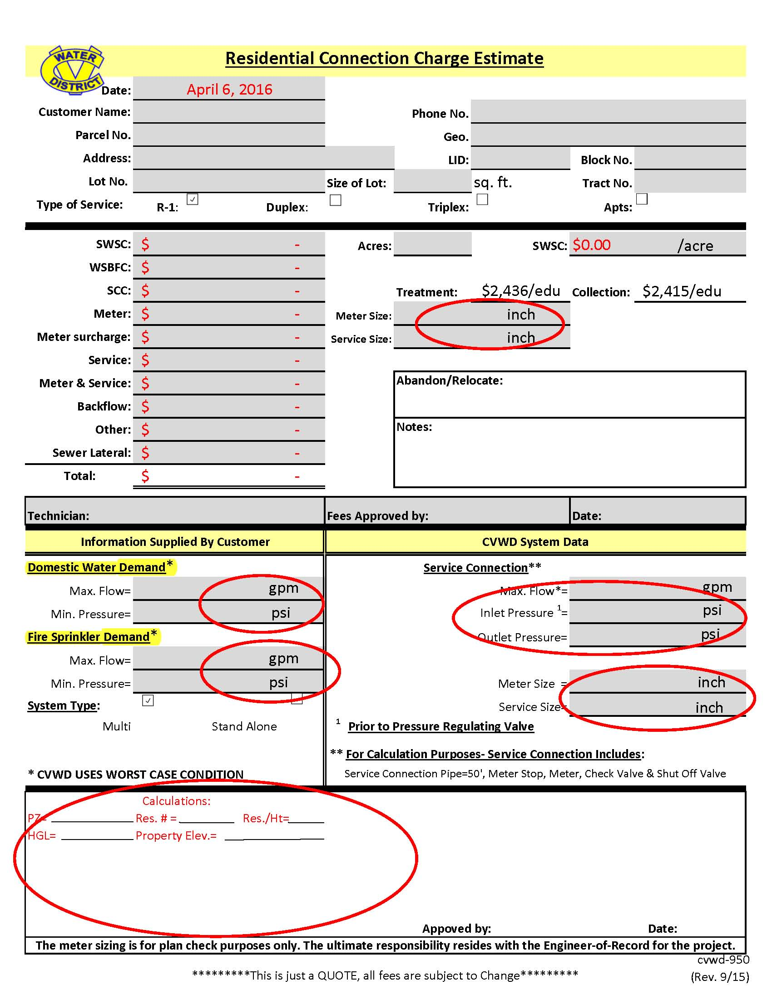 WATER
CV
DISTRICT
Residential Connection Charge Estimate
Date: April 6, 2016
Customer Name: Phone No.
Parcel No. Geo.
Address: LID: Block No.
Lot No. Size of Lot: sq. ft. Tract No.
Type of Service: R-1: ✓ Duplex: Triplex: Apts:
SWSC: $ - Acres: SWSC: $0.00 /acre
WSBFC: $ -
SCC: $ - Treatment: $2,436/edu Collection: $2,415/edu
Meter: $ - Meter Size: inch
Meter surcharge: $ - Service Size: inch
Service: $ -
Meter & Service: $ - Abandon/Relocate:
Backflow: $ -
Other: $ - Notes:
Sewer Lateral: $ -
Total: $ -
Technician: Fees Approved by: Date:
Information Supplied By Customer CVWD System Data
Domestic Water Demand* Service Connection**
Max. Flow= gpm Max. Flow*= gpm
Min. Pressure= psi Inlet Pressure ¹= psi
Fire Sprinkler Demand* Outlet Pressure= psi
Max. Flow= gpm
Min. Pressure= psi Meter Size = inch
System Type: ✓ Service Size= inch
Multi Stand Alone ¹ Prior to Pressure Regulating Valve
** For Calculation Purposes- Service Connection Includes:
* CVWD USES WORST CASE CONDITION Service Connection Pipe=50', Meter Stop, Meter, Check Valve & Shut Off Valve
Calculations:
PZ= Res. # = Res./Ht=
HGL= Property Elev.=
Appoved by: Date:
The meter sizing is for plan check purposes only. The ultimate responsibility resides with the Engineer-of-Record for the project.
cvwd-950
*********This is just a QUOTE, all fees are subject to Change********* (Rev. 9/15)